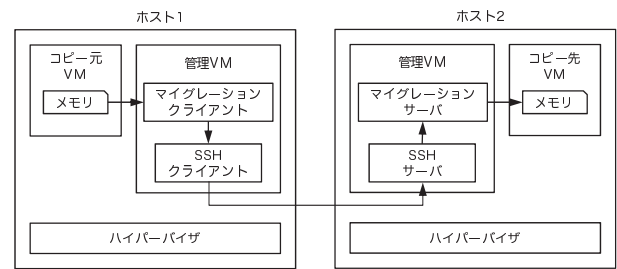 ホスト1
コピー元
VM
メモリ
管理VM
マイグレーション
クライアント
SSH
クライアント
ハイパーバイザ
ホスト2
管理VM
マイグレーション
サーバ
SSH
サーバ
コピー先
VM
メモリ
ハイパーバイザ